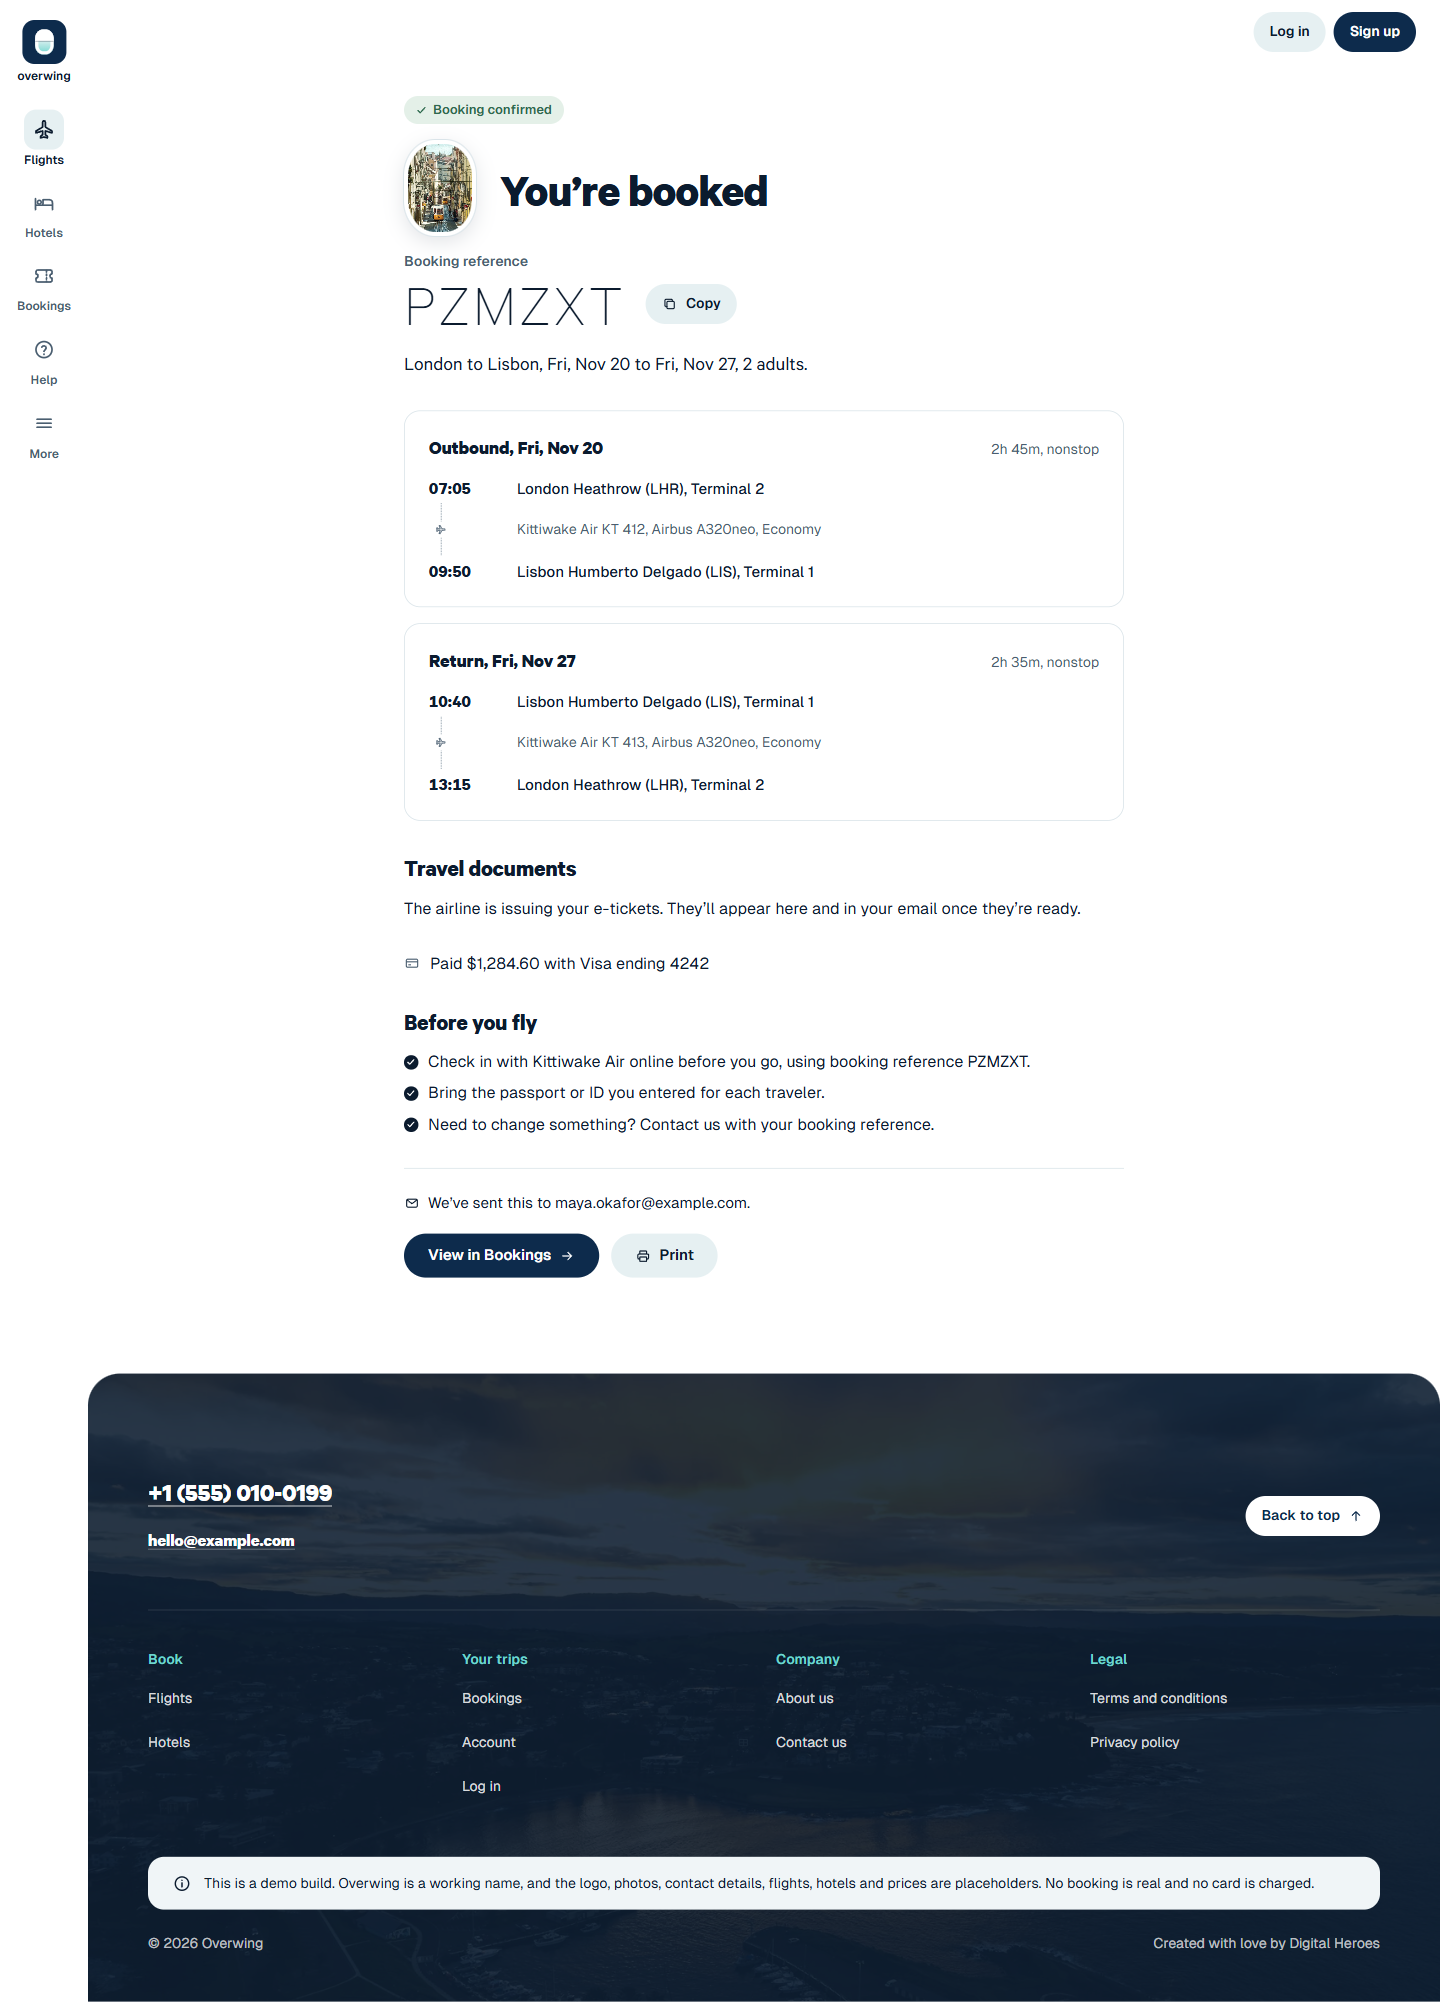 overwing
Flights
Hotels
Bookings
Help
More
Log in
Sign up
Booking confirmed
You’re booked
Booking reference
PZMZXT
Copy
London to Lisbon, Fri, Nov 20 to Fri, Nov 27, 2 adults.
Outbound, Fri, Nov 20
2h 45m, nonstop
07:05 London Heathrow (LHR), Terminal 2
Kittiwake Air KT 412, Airbus A320neo, Economy
09:50 Lisbon Humberto Delgado (LIS), Terminal 1
Return, Fri, Nov 27
2h 35m, nonstop
10:40 Lisbon Humberto Delgado (LIS), Terminal 1
Kittiwake Air KT 413, Airbus A320neo, Economy
13:15 London Heathrow (LHR), Terminal 2
Travel documents
The airline is issuing your e-tickets. They’ll appear here and in your email once they’re ready.
Paid $1,284.60 with Visa ending 4242
Before you fly
Check in with Kittiwake Air online before you go, using booking reference PZMZXT.
Bring the passport or ID you entered for each traveler.
Need to change something? Contact us with your booking reference.
We’ve sent this to maya.okafor@example.com.
View in Bookings
Print
+1 (555) 010-0199
hello@example.com
Back to top
Book
Flights
Hotels
Your trips
Bookings
Account
Log in
Company
About us
Contact us
Legal
Terms and conditions
Privacy policy
This is a demo build. Overwing is a working name, and the logo, photos, contact details, flights, hotels and prices are placeholders. No booking is real and no card is charged.
© 2026 Overwing
Created with love by Digital Heroes